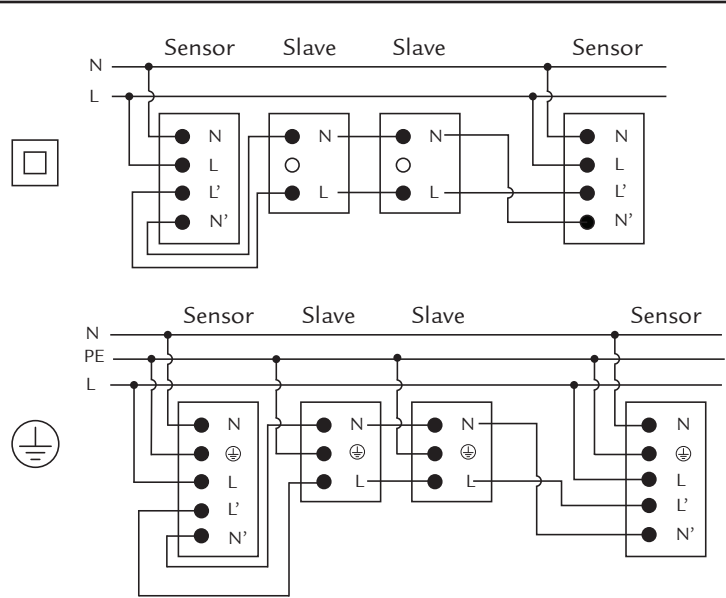 Sensor Slave Slave Sensor
N
L
N N N N
L L
L' L L L'
N' N'
Sensor Slave Slave Sensor
N
PE
L
N N N N
L L L L
L' L'
N' N'